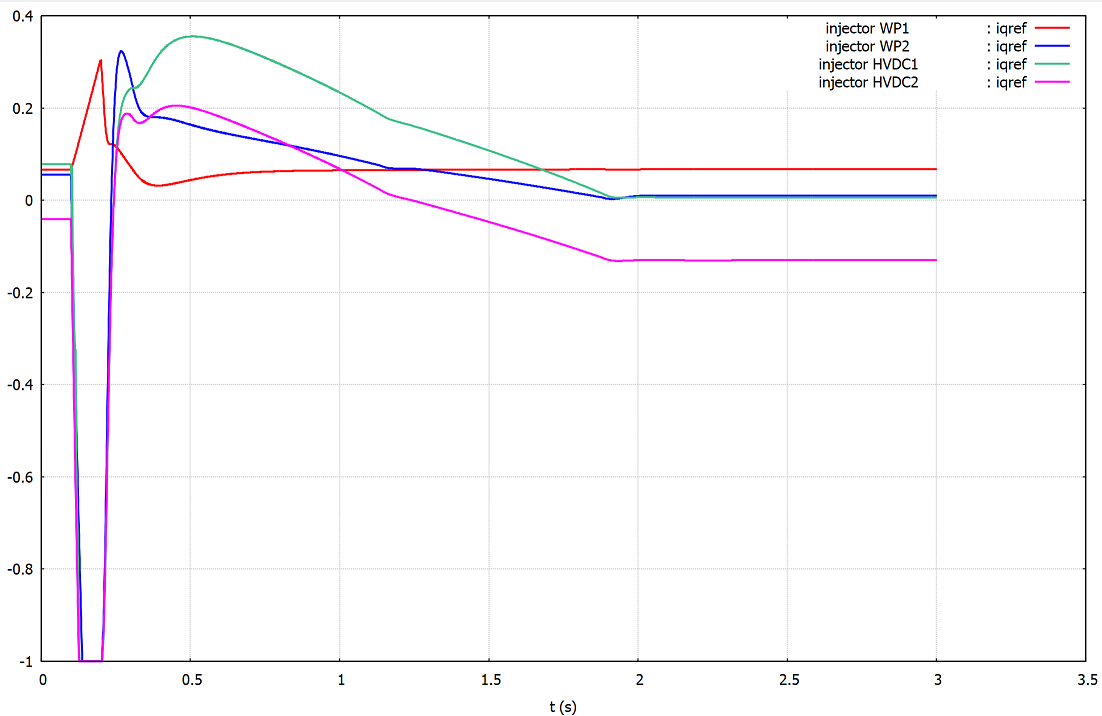 0.4
0.2
0
-0.2
-0.4
-0.6
-0.8
-1
injector WP1 : iqref
injector WP2 : iqref
injector HVDC1 : iqref
injector HVDC2 : iqref
0 0.5 1 1.5 2 2.5 3 3.5
t (s)